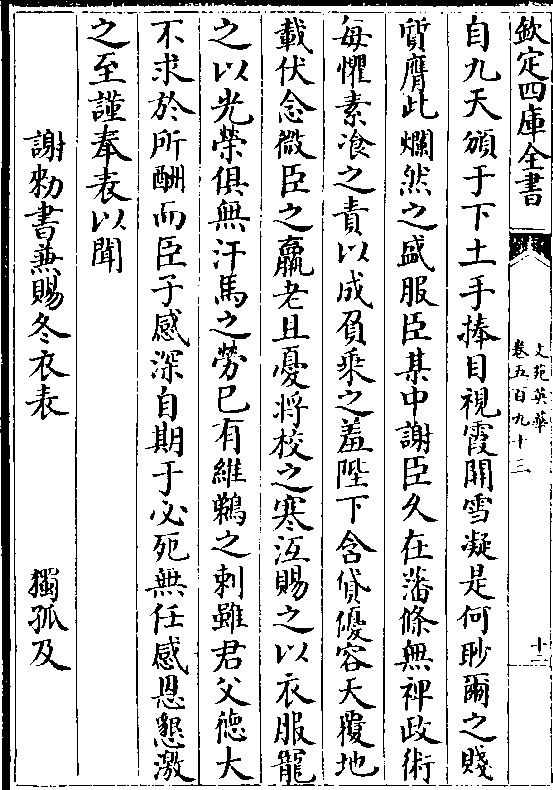 欽定四庫全書
文苑英華
卷五百九十三
十三
自九天頒于下土手捧目視霞開雪凝是何眇爾之賤
質膺此爛然之盛服臣某中謝臣久在藩條無裨政術
每懼素飡之責以成負乗之羞陛下含貸優容天覆地
載伏念微臣之羸老且憂將校之寒沍賜之以衣服寵
之以光榮俱無汗馬之勞已有維鵜之刺雖君父徳大
不求於所酬而臣子感深自期于必死無任感恩懇激
之至謹奉表以聞
謝勑書兼賜冬衣表
獨孤及